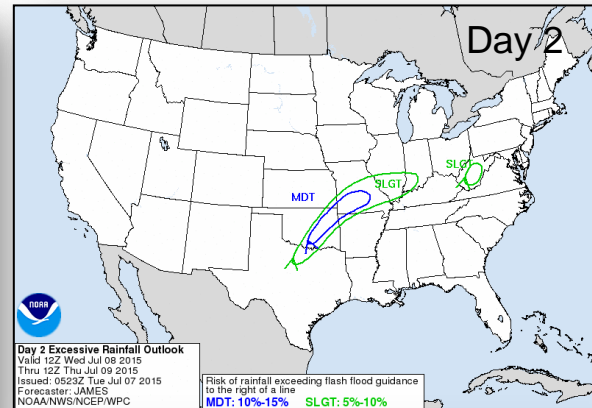 Day 2
SLGT
SLGT
MDT
NOAA
Day 2 Excessive Rainfall Outlook
Valid 12Z Wed Jul 08 2015
Thru 12Z Thu Jul 09 2015
Issued: 0523Z Tue Jul 07 2015
Forecaster: JAMES
NOAA/NWS/NCEP/WPC
Risk of rainfall exceeding flash flood guidance
to the right of a line
MDT: 10%-15% SLGT: 5%-10%